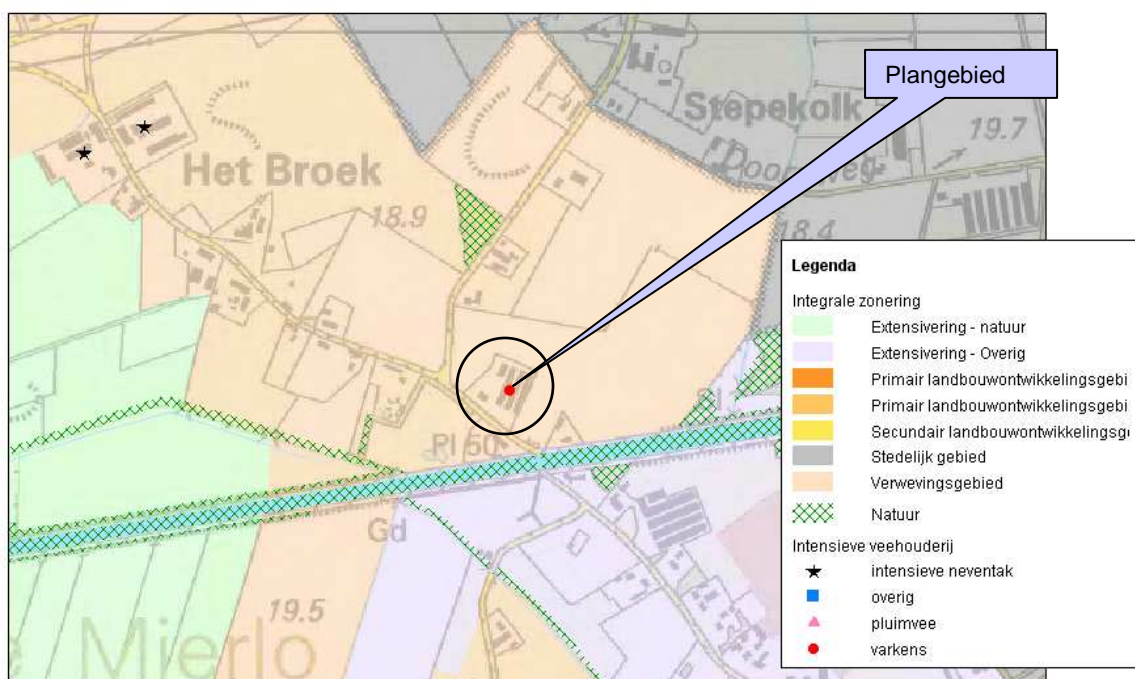 Plangebied
Stepekolk
19.7
Het Broek
18.9
18.4
Pl 50
Gd
19.5
Mierlo
Legenda
Integrale zonering
Extensivering - natuur
Extensivering - Overig
Primair landbouwontwikkelingsgebi
Primair landbouwontwikkelingsgebi
Secundair landbouwontwikkelingsgi
Stedelijk gebied
Verwevingsgebied
Natuur
Intensieve veehouderij
intensieve neventak
overig
pluimvee
varkens